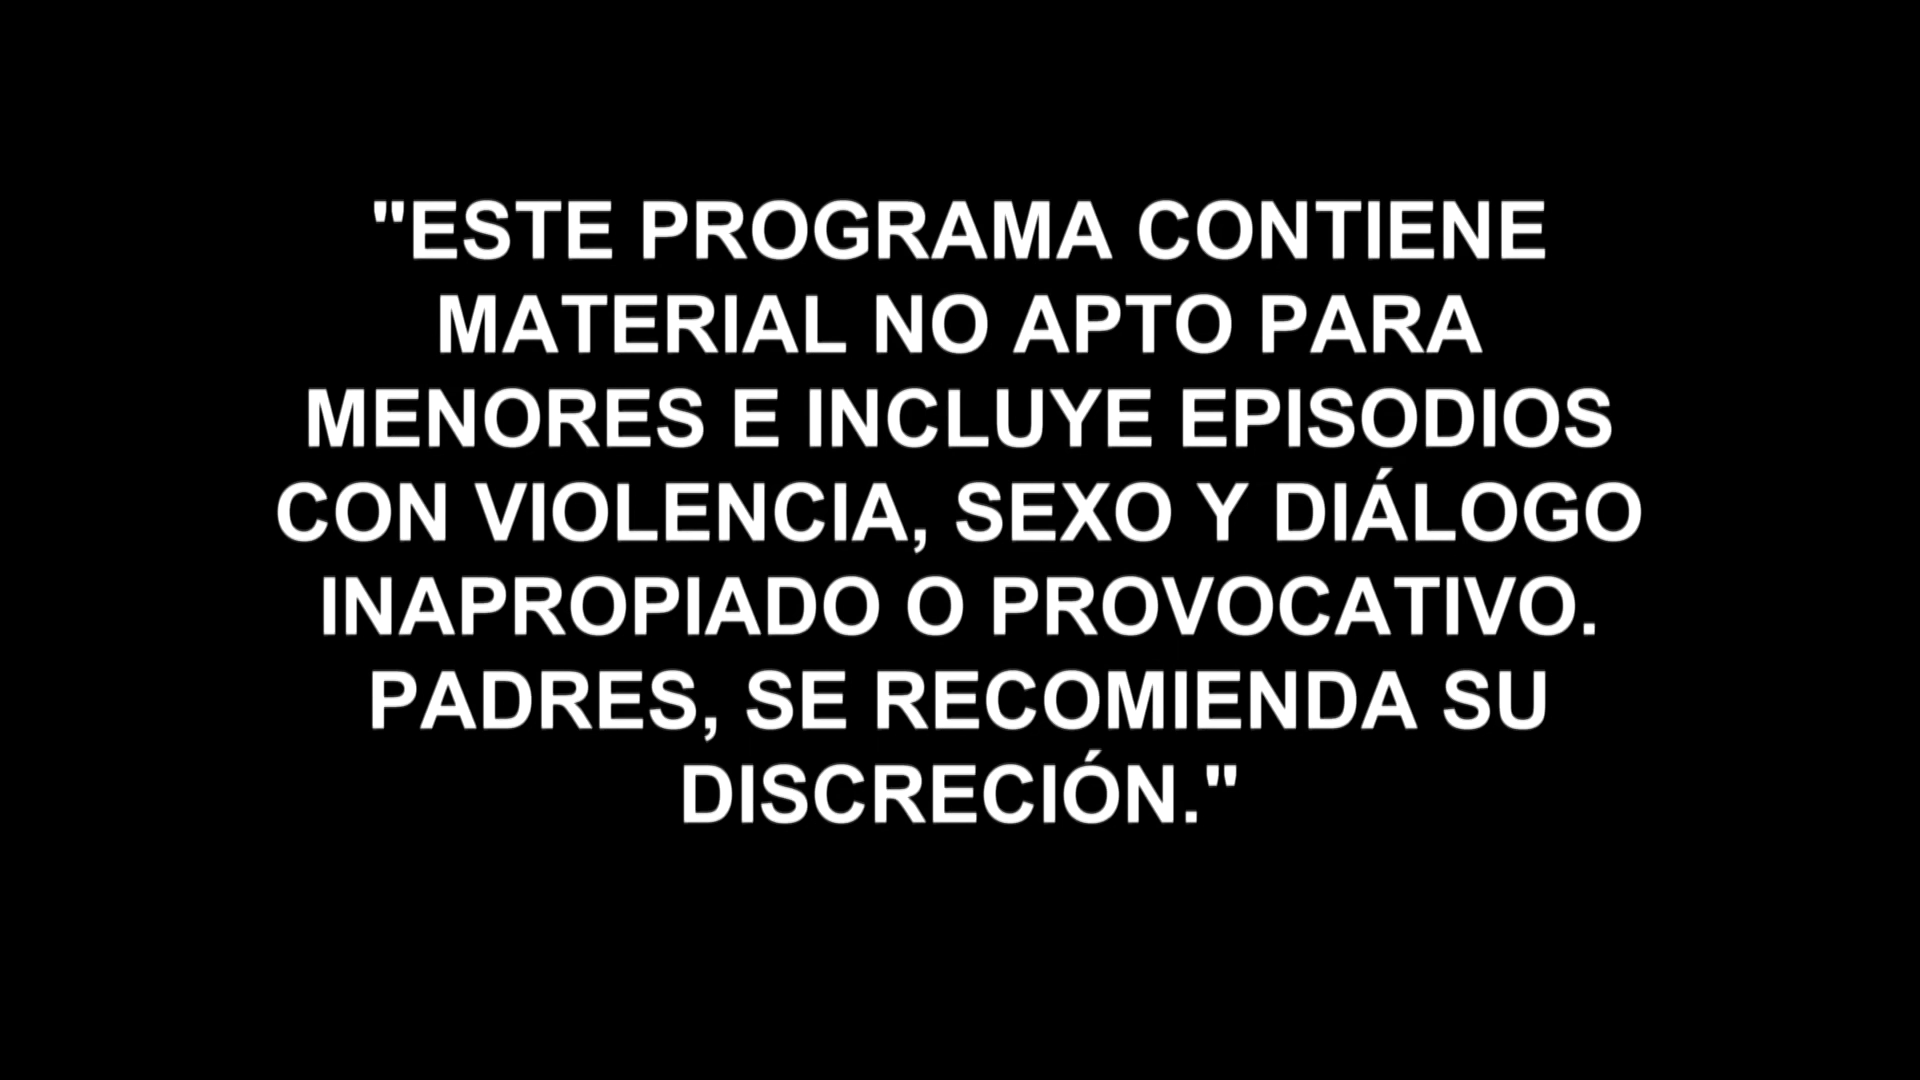 "ESTE PROGRAMA CONTIENE
MATERIAL NO APTO PARA
MENORES E INCLUYE EPISODIOS
CON VIOLENCIA, SEXO Y DIÁLOGO
INAPROPIADO O PROVOCATIVO.
PADRES, SE RECOMIENDA SU
DISCRECIÓN."